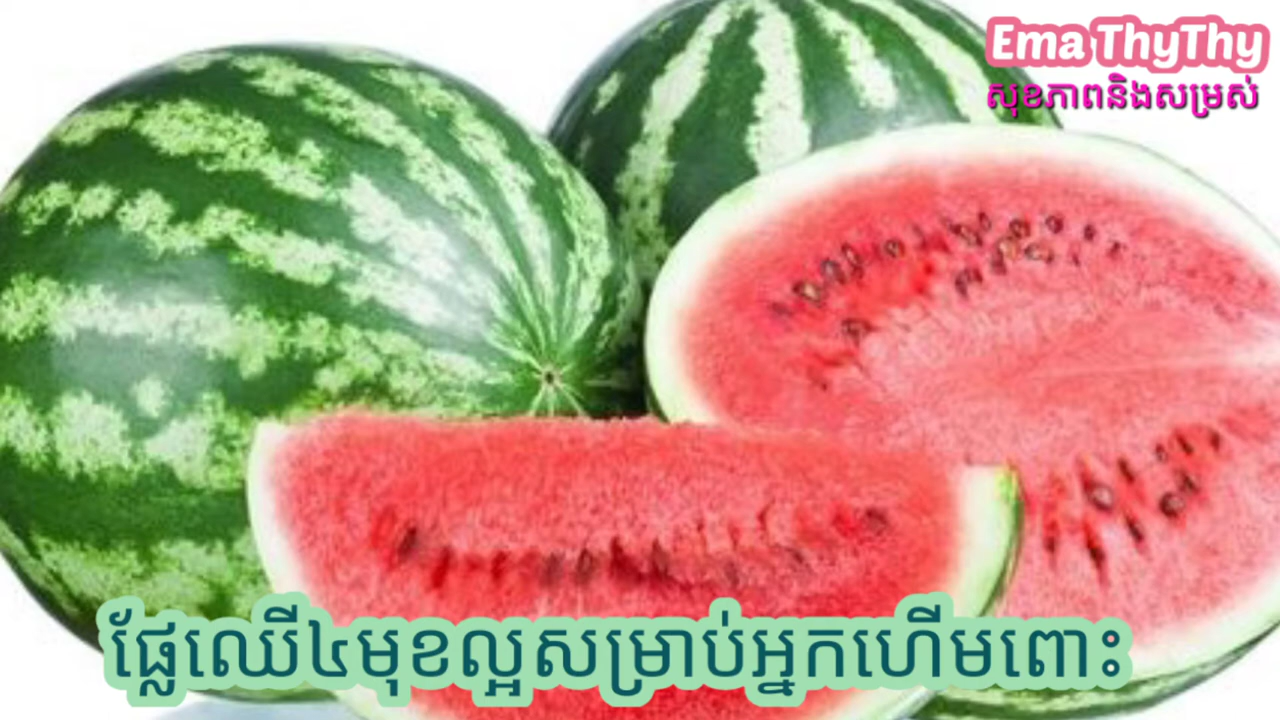 Ema ThyThy
សុខភាពនិងសម្រស់
ផ្លែឈើ៤មុខល្អសម្រាប់អ្នកហើមពោះ